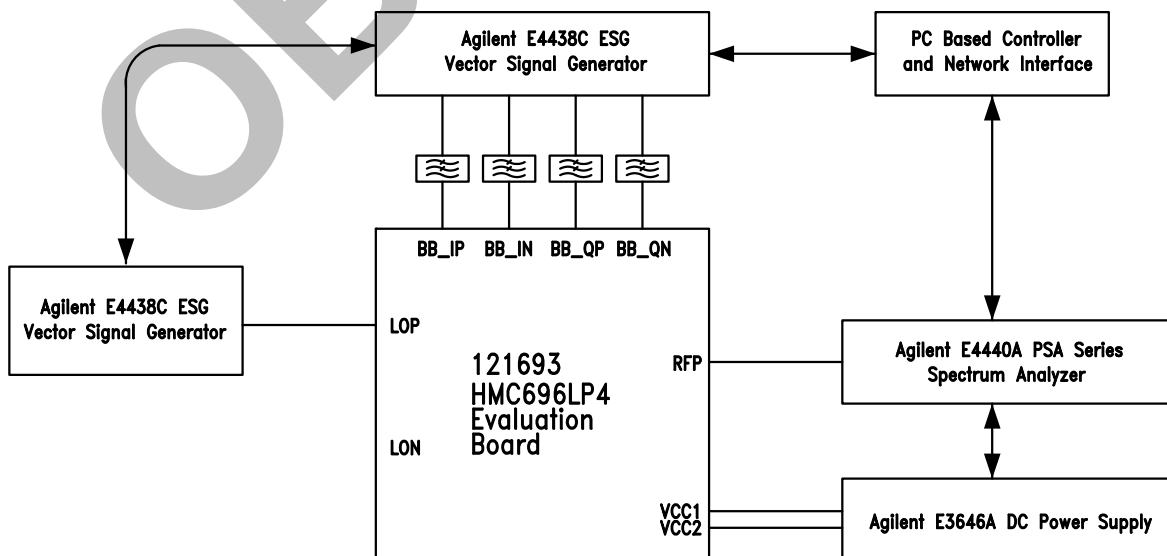 Agilent E4438C ESG
Vector Signal Generator
PC Based Controller
and Network Interface
BB_IP BB_IN BB_QP BB_QN
Agilent E4438C ESG
Vector Signal Generator
LOP
RFP
Agilent E4440A PSA Series
Spectrum Analyzer
121693
HMC696LP4
Evaluation
Board
LON
VCC1
VCC2
Agilent E3646A DC Power Supply